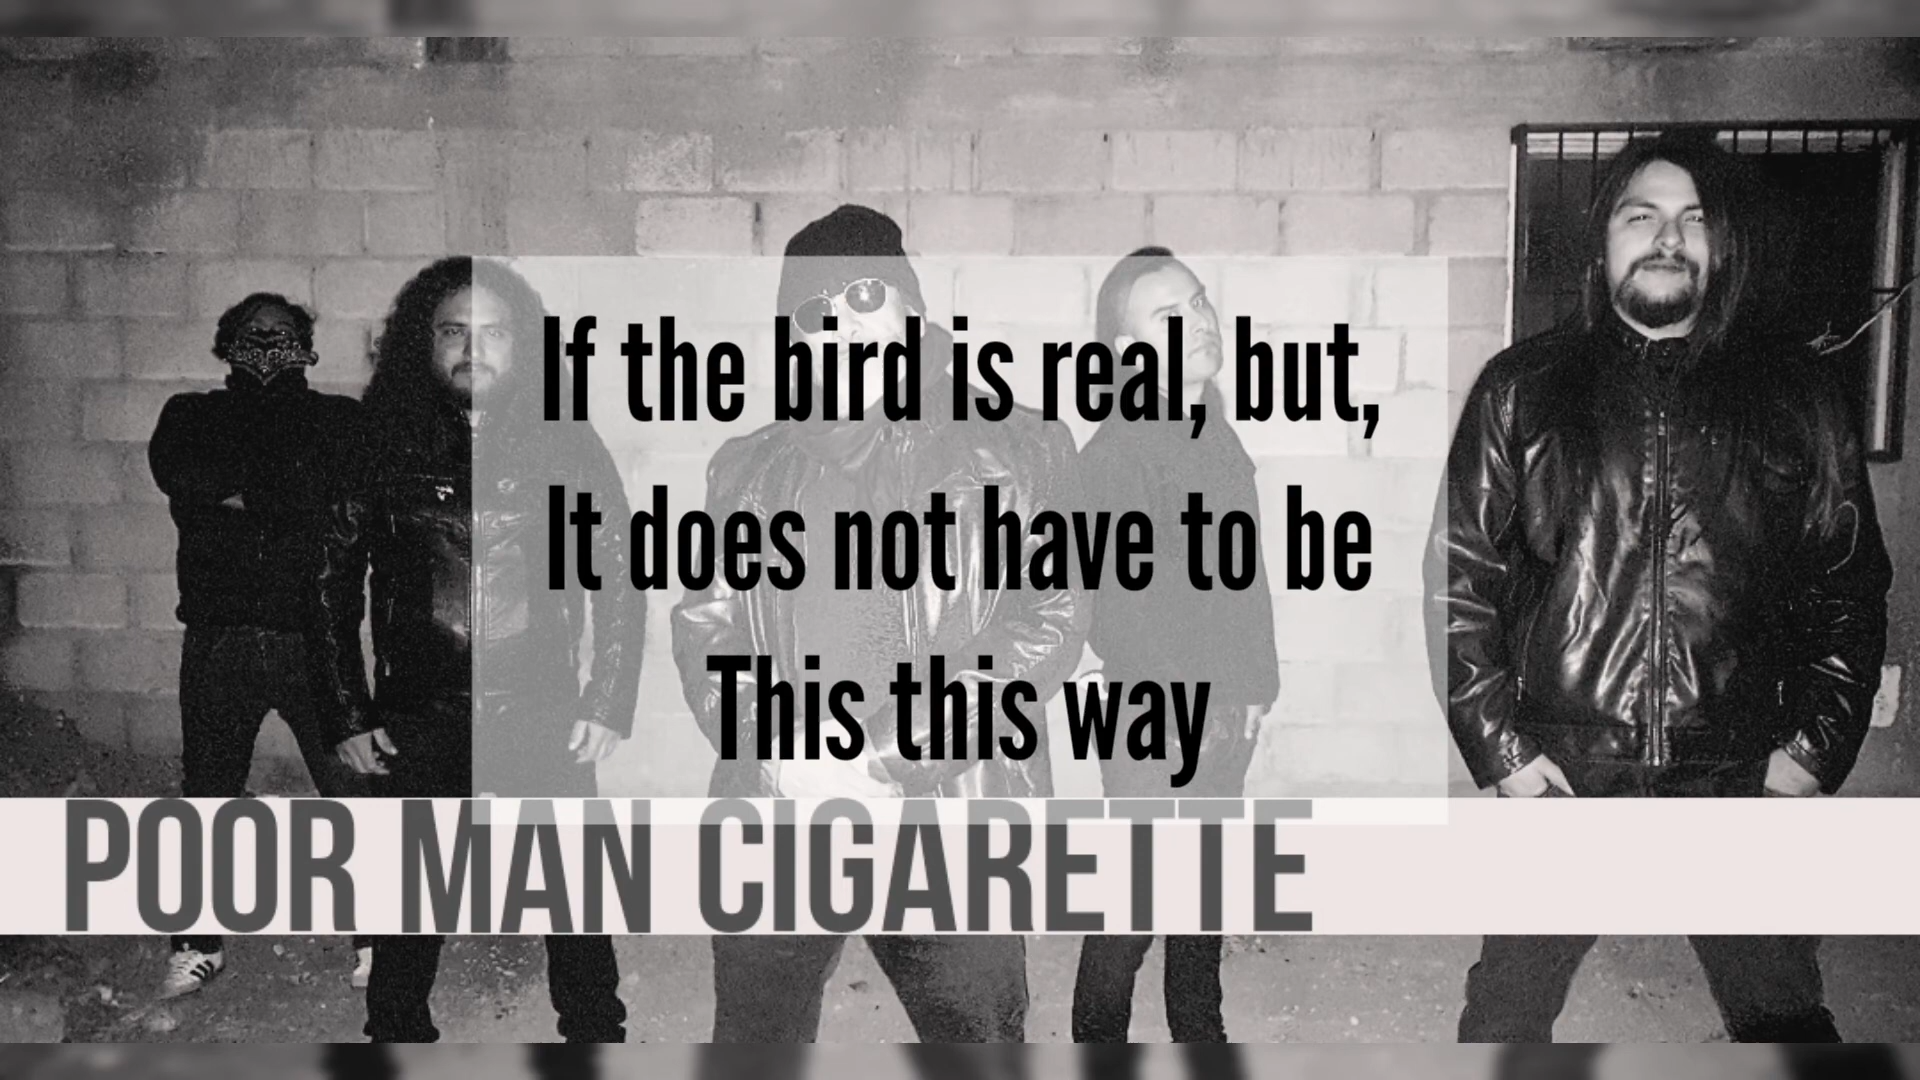 If the bird is real, but,
It does not have to be
This this way
POOR MAN CIGARETTE